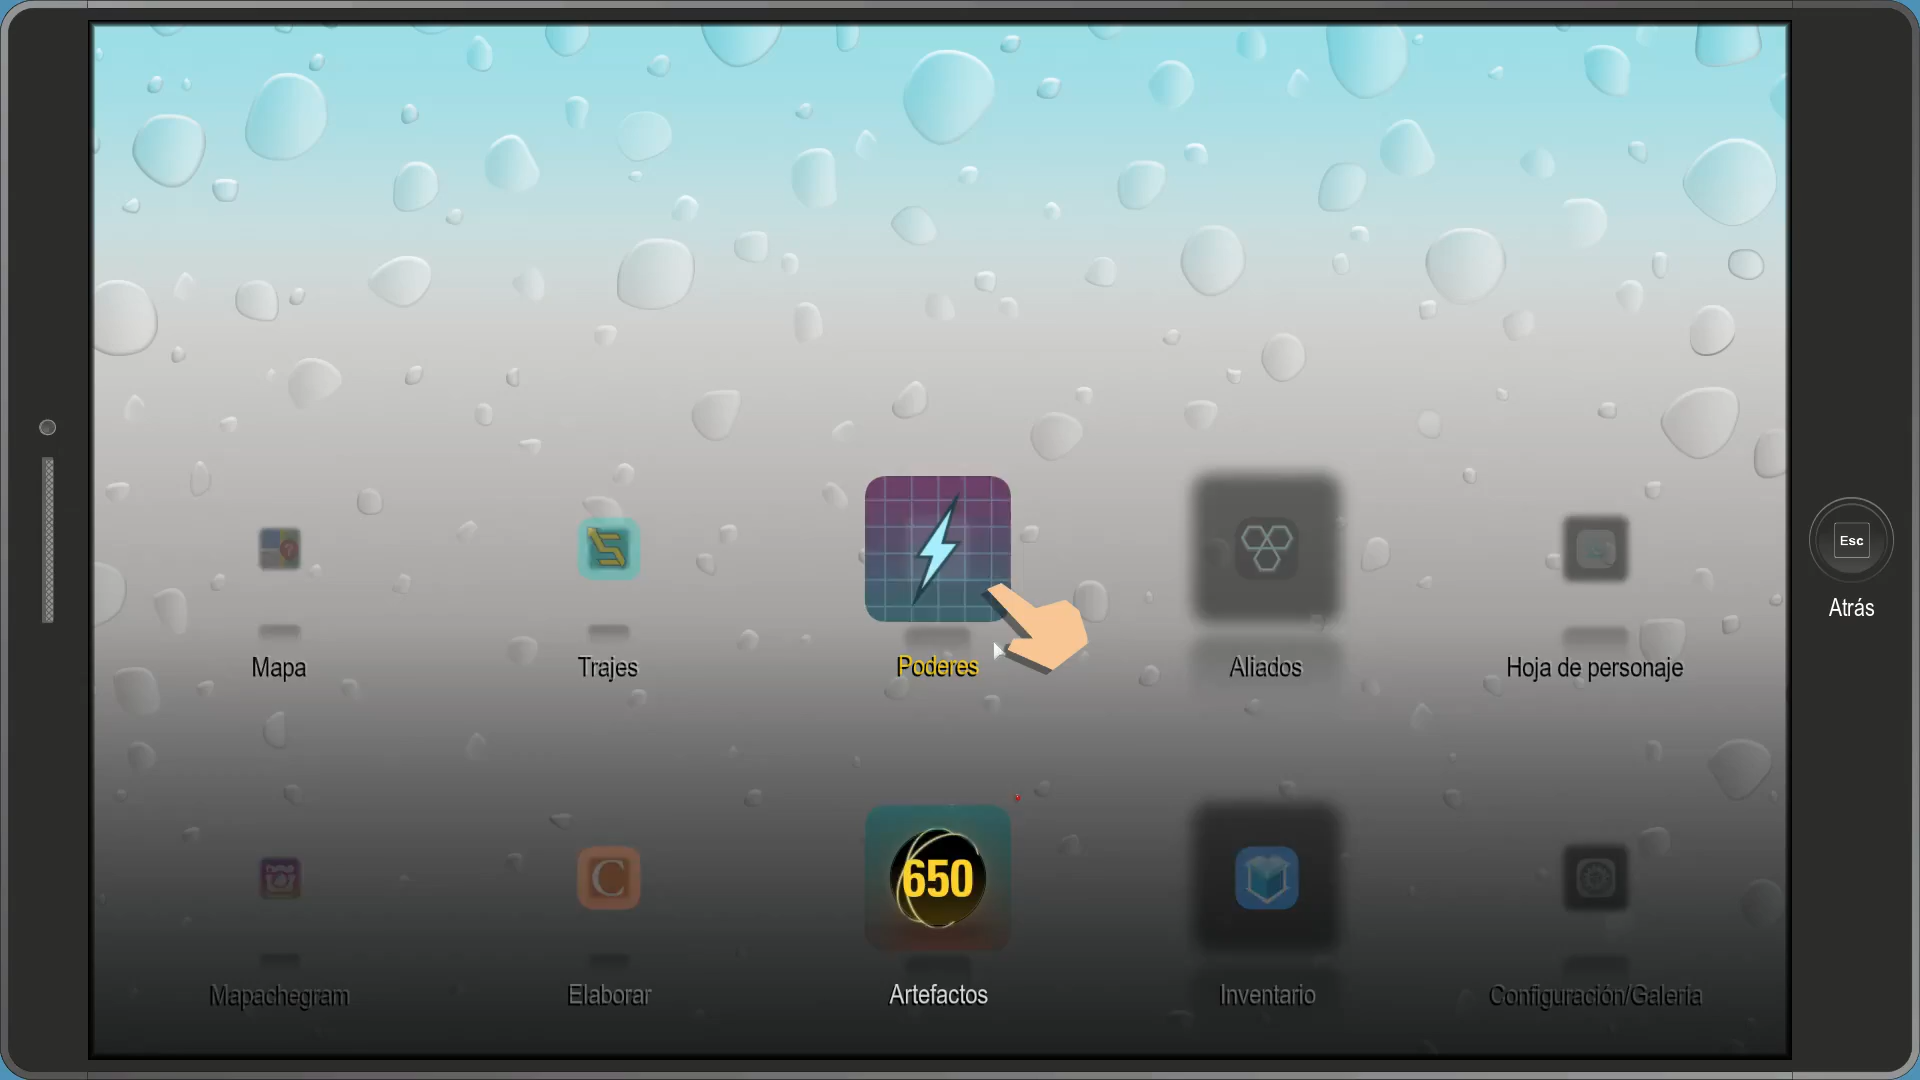 Esc
Atrás
Mapa
Trajes
Poderes
Aliados
Hoja de personaje
C
650
Mapachegram
Elaborar
Artefactos
Inventario
Configuración/Galería